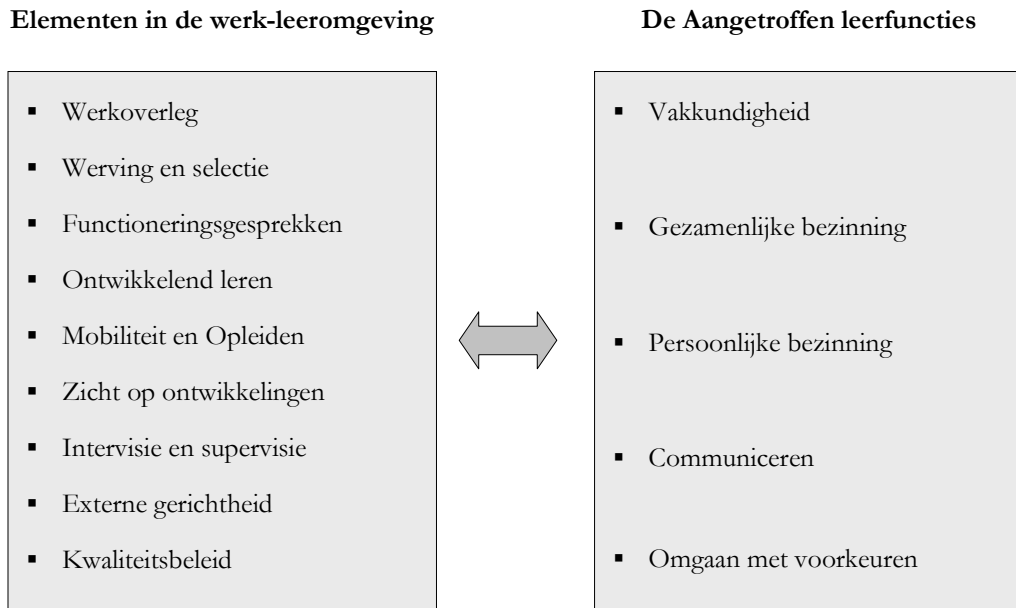 Elementen in de werk-leeromgeving
▪ Werkoverleg
▪ Werving en selectie
▪ Functioneringsgesprekken
▪ Ontwikkelend leren
▪ Mobiliteit en Opleiden
▪ Zicht op ontwikkelingen
▪ Intervisie en supervisie
▪ Externe gerichtheid
▪ Kwaliteitsbeleid
De Aangetroffen leerfuncties
▪ Vakkundigheid
▪ Gezamenlijke bezinning
▪ Persoonlijke bezinning
▪ Communiceren
▪ Omgaan met voorkeuren